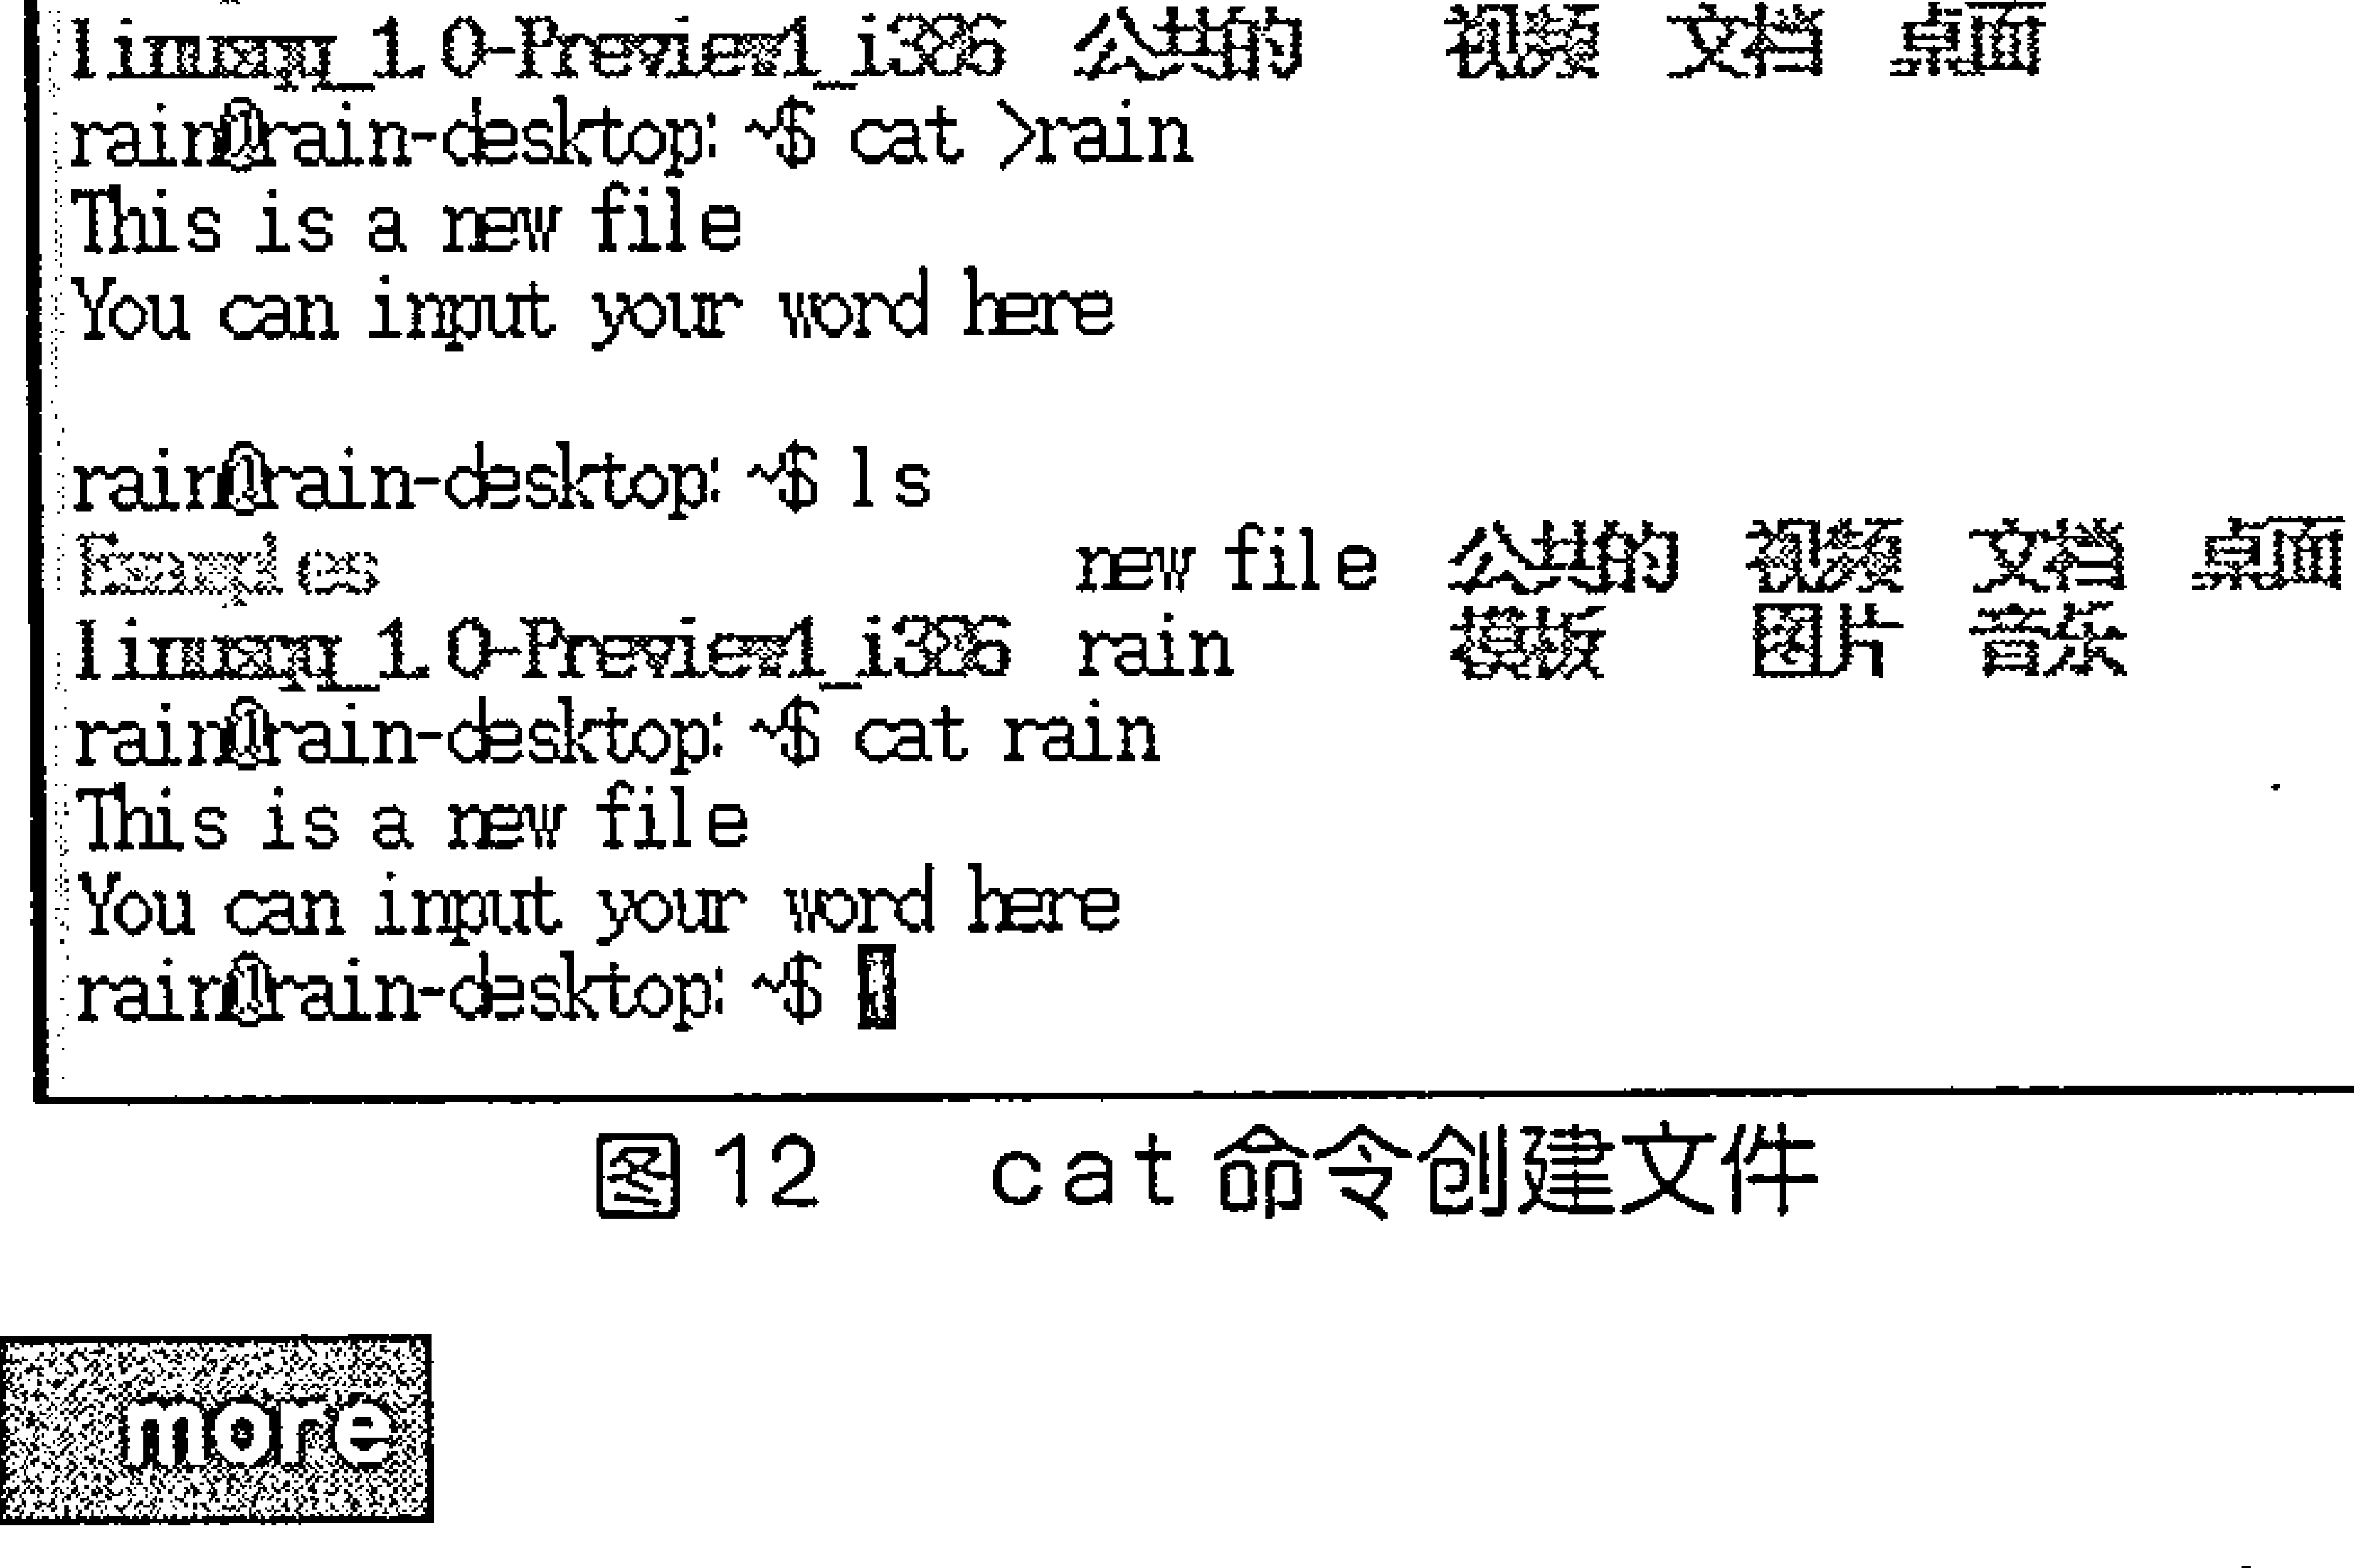 linuxqq_1.0-Preview1_i386 公共的 视频 文档 桌面
rain@rain-desktop:~$ cat >rain
This is a new file
You can input your word here
rain@rain-desktop:~$ ls
Examples new file 公共的 视频 文档 桌面
linuxqq_1.0-Preview1_i386 rain 模板 图片 音乐
rain@rain-desktop:~$ cat rain
This is a new file
You can input your word here
rain@rain-desktop:~$
图12 cat命令创建文件
more